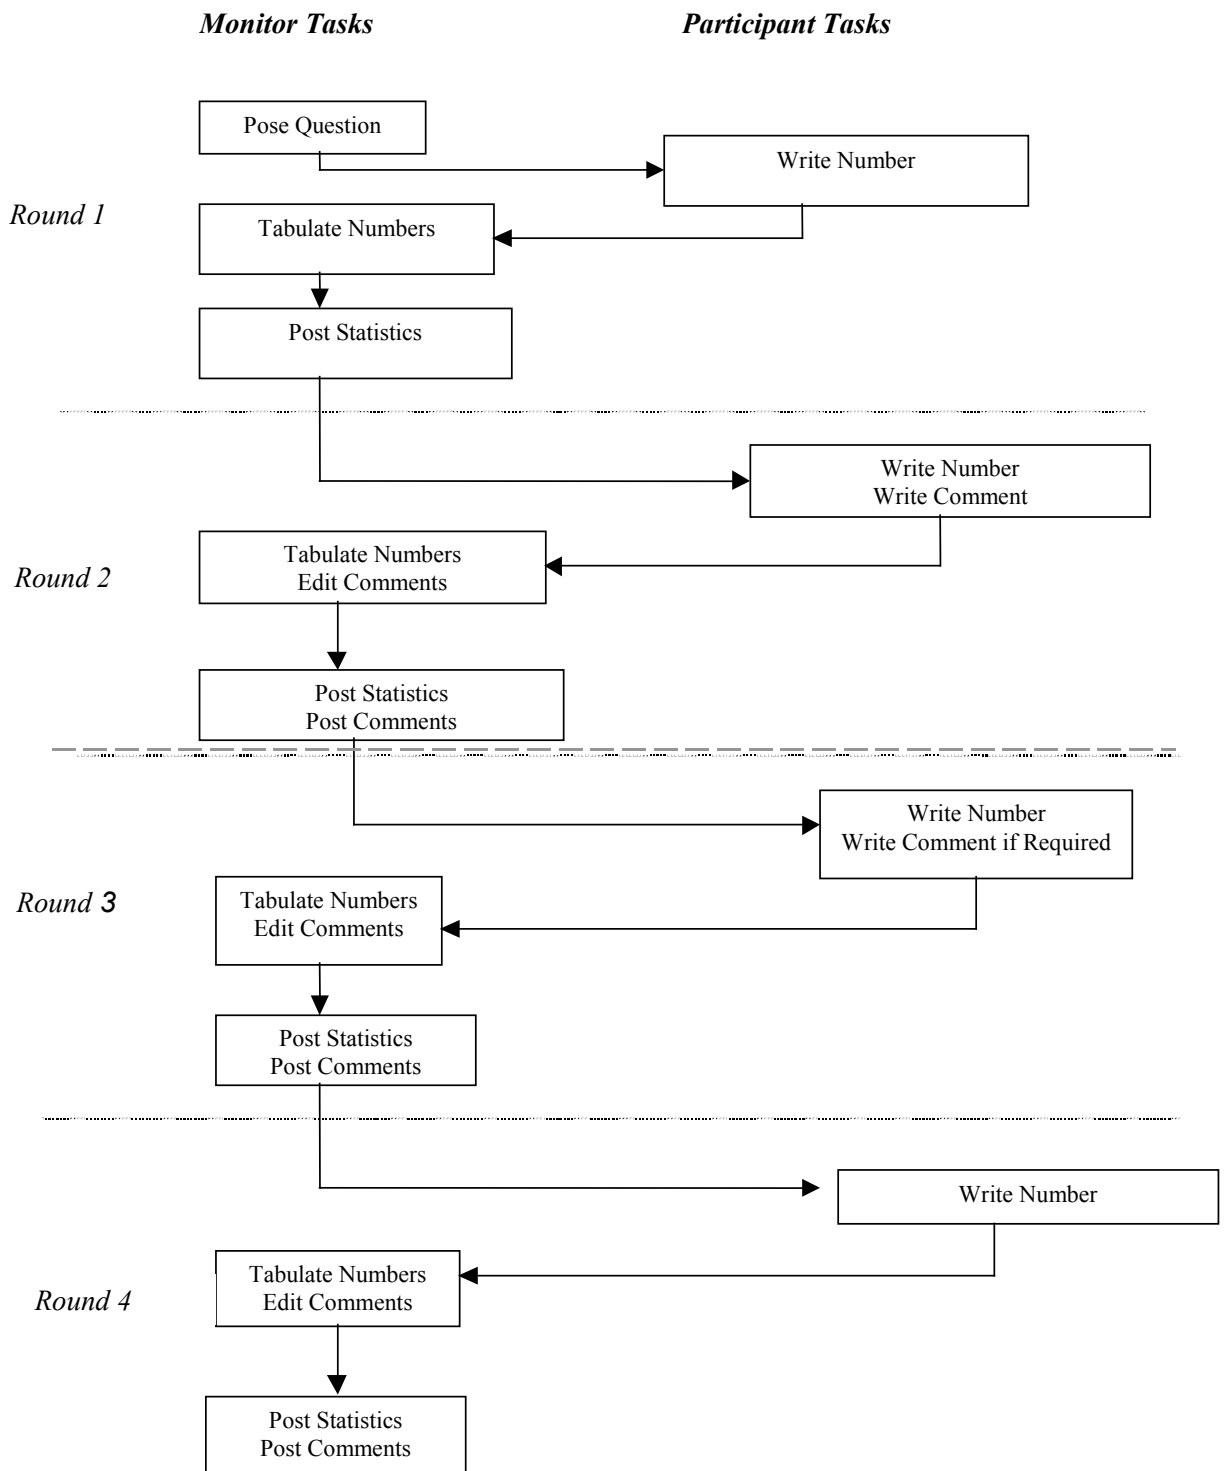 Monitor Tasks
Participant Tasks
Pose Question
Write Number
Round 1
Tabulate Numbers
Post Statistics
Write Number
Write Comment
Round 2
Tabulate Numbers
Edit Comments
Post Statistics
Post Comments
Write Number
Write Comment if Required
Round 3
Tabulate Numbers
Edit Comments
Post Statistics
Post Comments
Write Number
Round 4
Tabulate Numbers
Edit Comments
Post Statistics
Post Comments